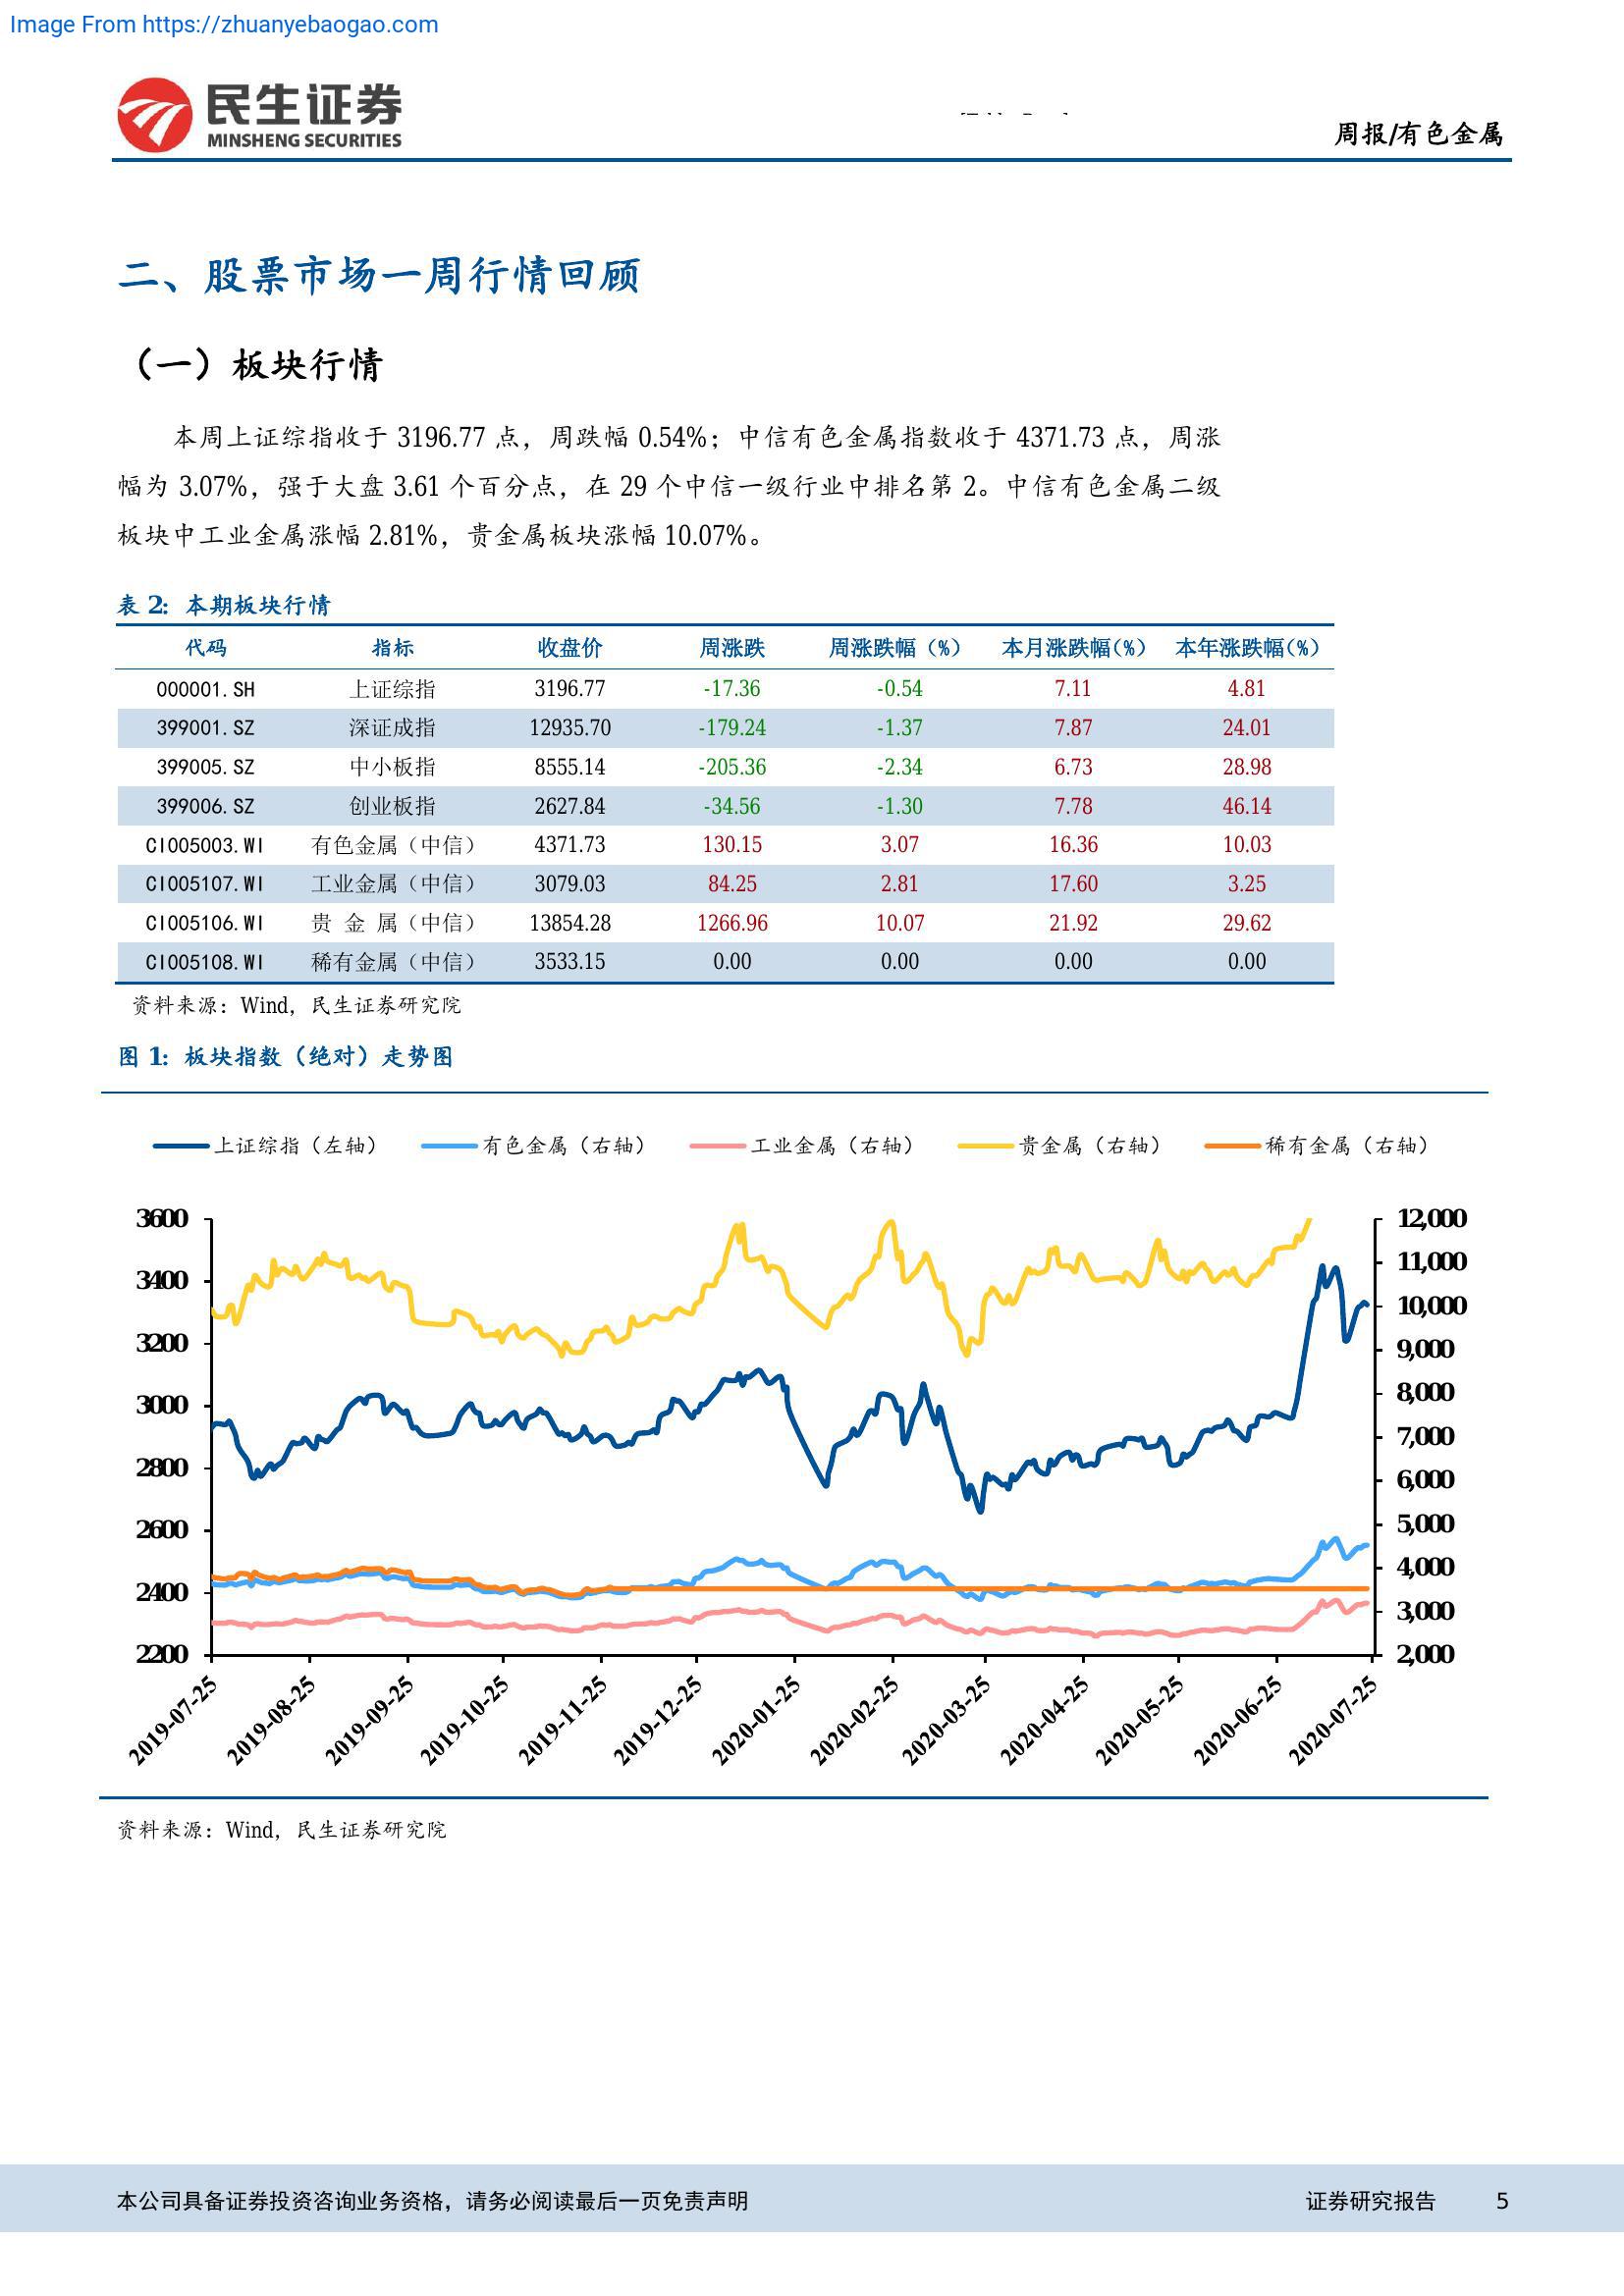 Image From https://zhuanyebaogao.com
民生证券
MINSHENG SECURITIES
周报/有色金属
二、股票市场一周行情回顾
（一）板块行情
本周上证综指收于 3196.77 点，周跌幅 0.54%；中信有色金属指数收于 4371.73 点，周涨
幅为 3.07%，强于大盘 3.61 个百分点，在 29 个中信一级行业中排名第 2。中信有色金属二级
板块中工业金属涨幅 2.81%，贵金属板块涨幅 10.07%。
表 2：本期板块行情
代码 指标 收盘价 周涨跌 周涨跌幅（%） 本月涨跌幅(%) 本年涨跌幅(%)
000001.SH 上证综指 3196.77 -17.36 -0.54 7.11 4.81
399001.SZ 深证成指 12935.70 -179.24 -1.37 7.87 24.01
399005.SZ 中小板指 8555.14 -205.36 -2.34 6.73 28.98
399006.SZ 创业板指 2627.84 -34.56 -1.30 7.78 46.14
CI005003.WI 有色金属（中信） 4371.73 130.15 3.07 16.36 10.03
CI005107.WI 工业金属（中信） 3079.03 84.25 2.81 17.60 3.25
CI005106.WI 贵 金 属（中信） 13854.28 1266.96 10.07 21.92 29.62
CI005108.WI 稀有金属（中信） 3533.15 0.00 0.00 0.00 0.00
资料来源：Wind，民生证券研究院
图 1：板块指数（绝对）走势图
上证综指（左轴） 有色金属（右轴） 工业金属（右轴） 贵金属（右轴） 稀有金属（右轴）
3600 12,000
11,000
3400
10,000
3200
9,000
3000 8,000
7,000
2800
6,000
2600 5,000
4,000
2400
3,000
2200 2,000
2019-07-25 2019-08-25 2019-09-25 2019-10-25 2019-11-25 2019-12-25 2020-01-25 2020-02-25 2020-03-25 2020-04-25 2020-05-25 2020-06-25 2020-07-25
资料来源：Wind，民生证券研究院
本公司具备证券投资咨询业务资格，请务必阅读最后一页免责声明 证券研究报告 5